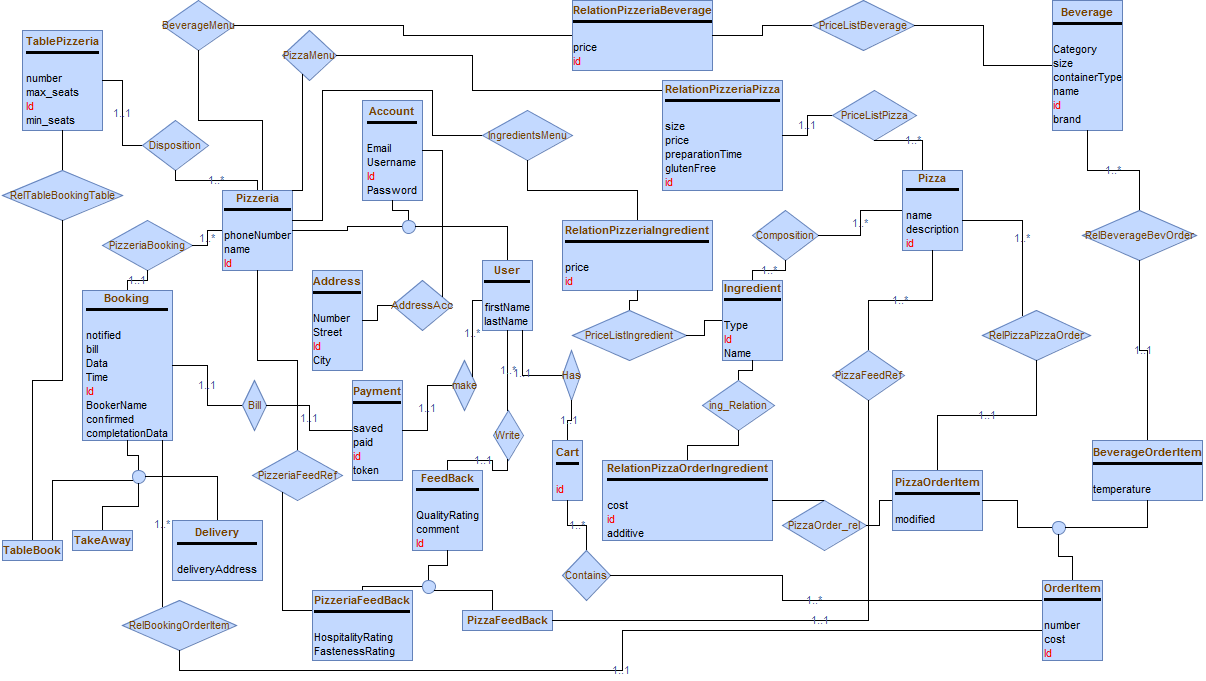 BeverageMenu
RelationPizzeriaBeverage
price
id
PriceListBeverage
Beverage
Category
size
containerType
name
id
brand
TablePizzeria
number
max_seats
Id
min_seats
PizzaMenu
RelationPizzeriaPizza
size
price
preparationTime
glutenFree
id
1..1
PriceListPizza
1..*
Account
Email
Username
Id
Password
IngredientsMenu
1..1
Disposition
1..*
RelTableBookingTable
Pizzeria
phoneNumber
name
Id
Pizza
name
description
id
1..*
PizzeriaBooking
1..*
1..1
RelationPizzeriaIngredient
price
id
Composition
1..*
1..*
1..*
RelBeverageBevOrder
1..1
Booking
notified
bill
Data
Time
Id
BookerName
confirmed
completionData
Address
Number
Street
Id
City
AddressAcc
User
firstName
lastName
1..*
PriceListIngredient
Ingredient
Type
Id
Name
1..*
RelPizzaPizzaOrder
1..1
PizzaFeedRef
1..1
Bill
1..1
Payment
saved
paid
id
token
1..1
make
1..*
1..1
Has
1..1
ing_Relation
Write
1..1
Cart
id
PizzeriaFeedRef
FeedBack
QualityRating
comment
Id
RelationPizzaOrderIngredient
cost
id
additive
PizzaOrder_rel
PizzaOrderItem
modified
BeverageOrderItem
temperature
1..*
TableBook
TakeAway
Delivery
deliveryAddress
1..*
Contains
1..*
1..1
OrderItem
number
cost
Id
PizzeriaFeedBack
HospitalityRating
FastenessRating
PizzaFeedBack
RelBookingOrderItem
1..1